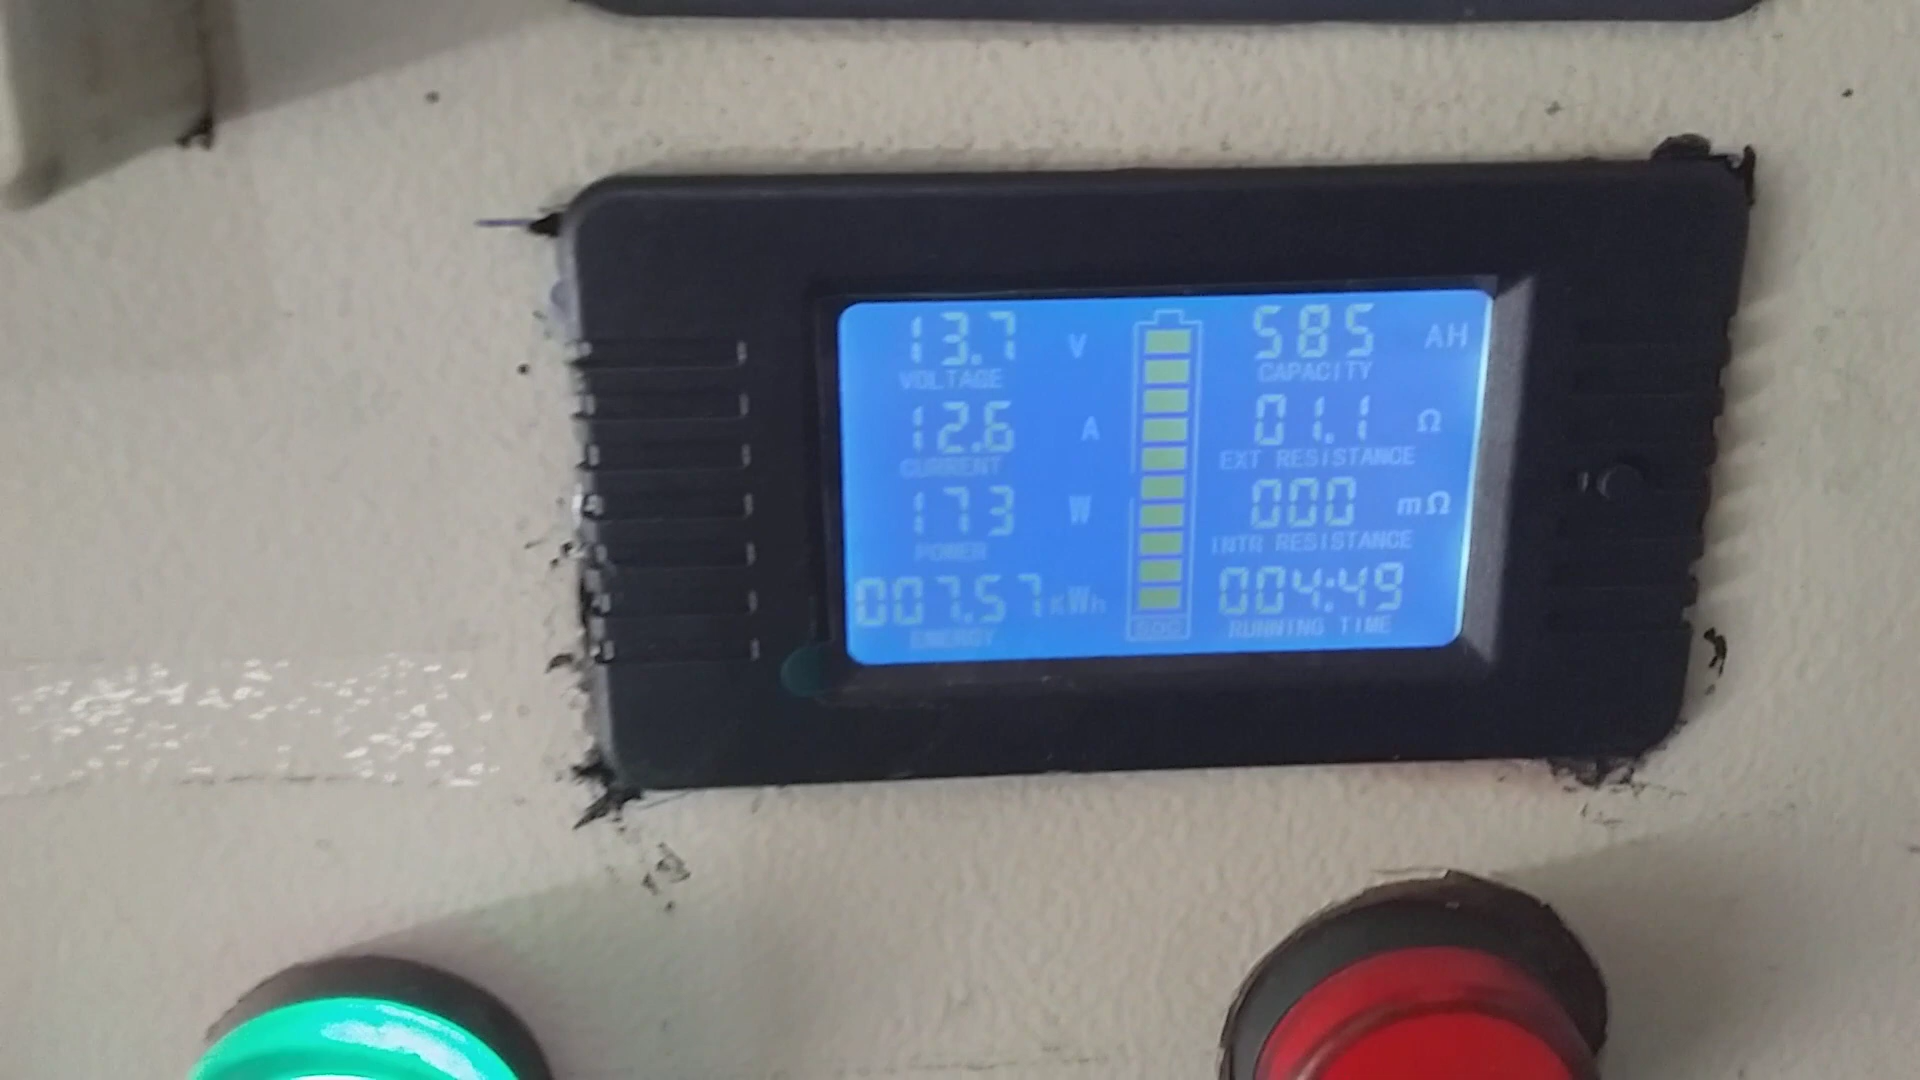 13.7 V
VOLTAGE
12.6 A
CURRENT
173 W
POWER
007.57 KWh
ENERGY
SOC
585 AH
CAPACITY
01.1 Ω
EXT RESISTANCE
000 mΩ
INTR RESISTANCE
004:49
RUNNING TIME